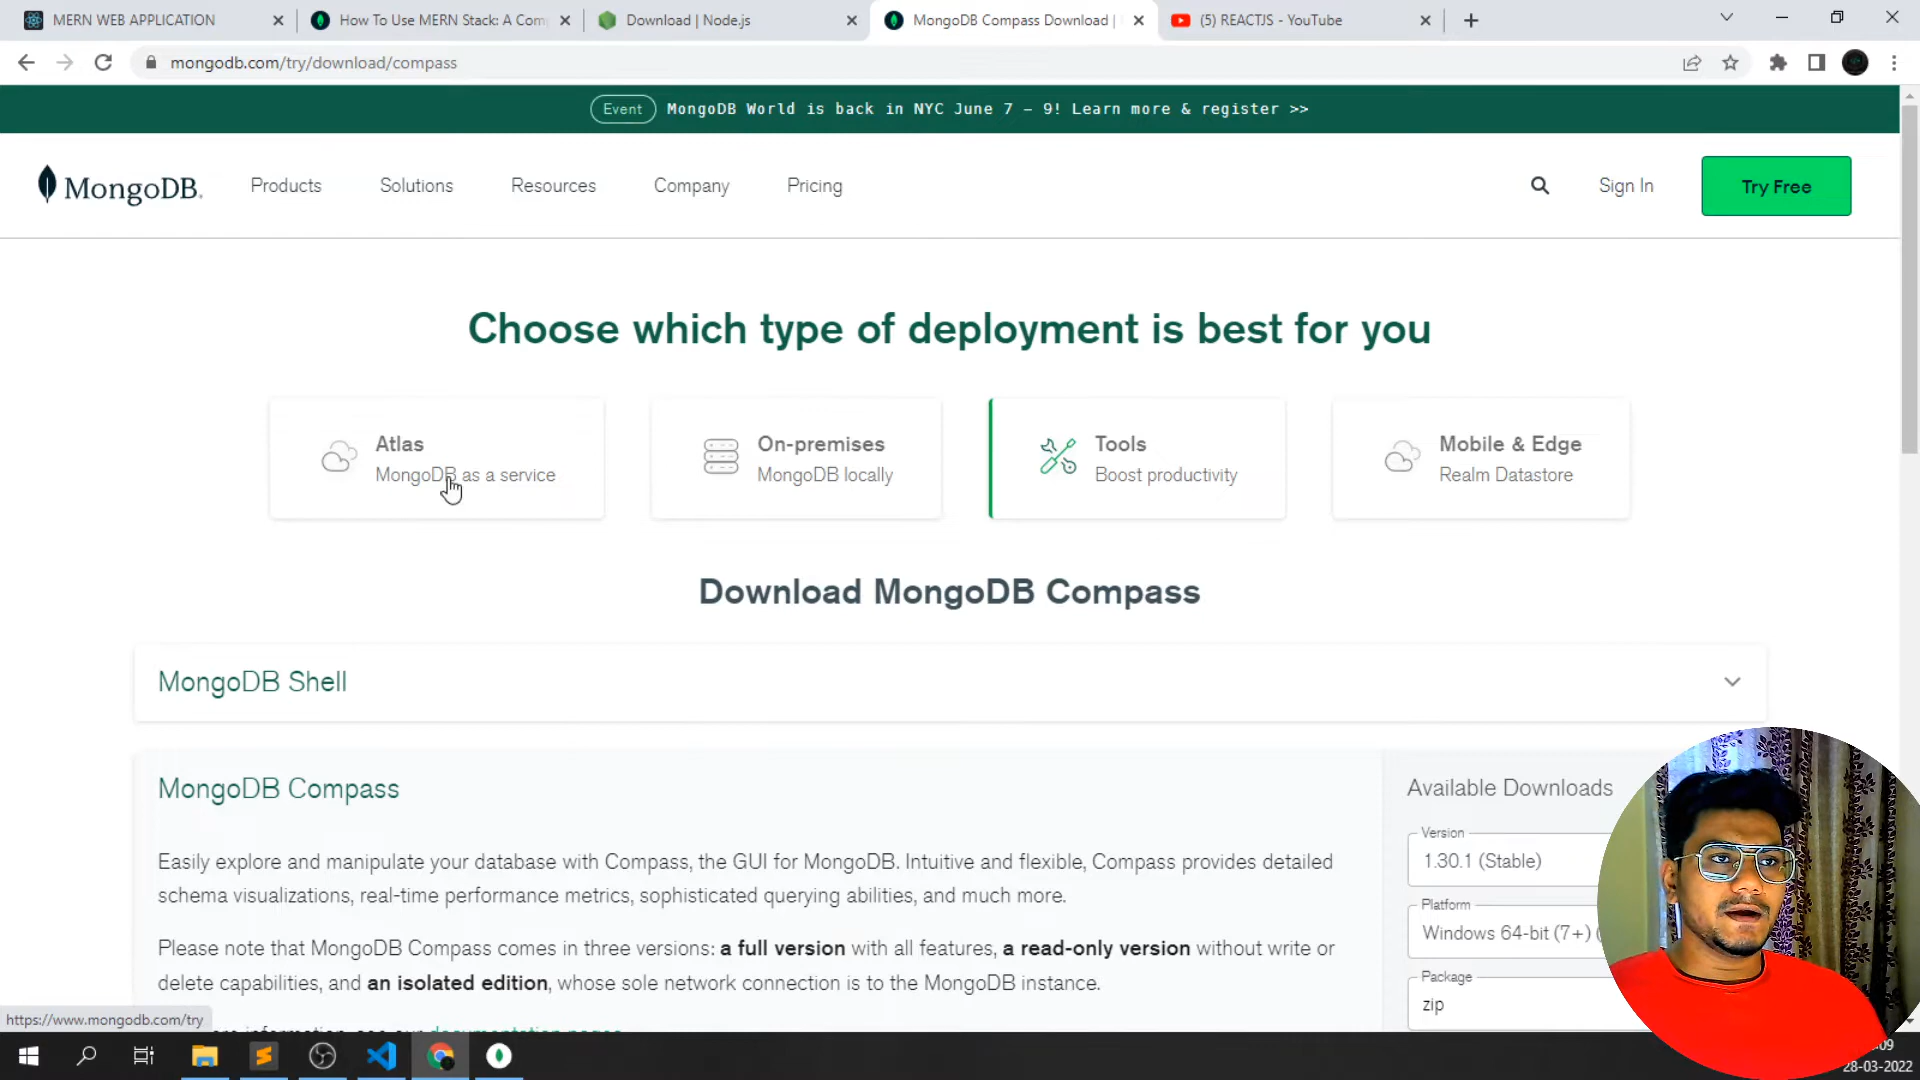 MERN WEB APPLICATION
How To Use MERN Stack: A Com
Download | Node.js
MongoDB Compass Download |
(5) REACTJS - YouTube
mongodb.com/try/download/compass
Event MongoDB World is back in NYC June 7 – 9! Learn more & register >>
MongoDB. Products Solutions Resources Company Pricing Sign In Try Free
Choose which type of deployment is best for you
Atlas
MongoDB as a service
On-premises
MongoDB locally
Tools
Boost productivity
Mobile & Edge
Realm Datastore
Download MongoDB Compass
MongoDB Shell
MongoDB Compass
Easily explore and manipulate your database with Compass, the GUI for MongoDB. Intuitive and flexible, Compass provides detailed
schema visualizations, real-time performance metrics, sophisticated querying abilities, and much more.
Please note that MongoDB Compass comes in three versions: a full version with all features, a read-only version without write or
delete capabilities, and an isolated edition, whose sole network connection is to the MongoDB instance.
Available Downloads
Version
1.30.1 (Stable)
Platform
Windows 64-bit (7+) (
Package
zip
https://www.mongodb.com/try
:09
28-03-2022